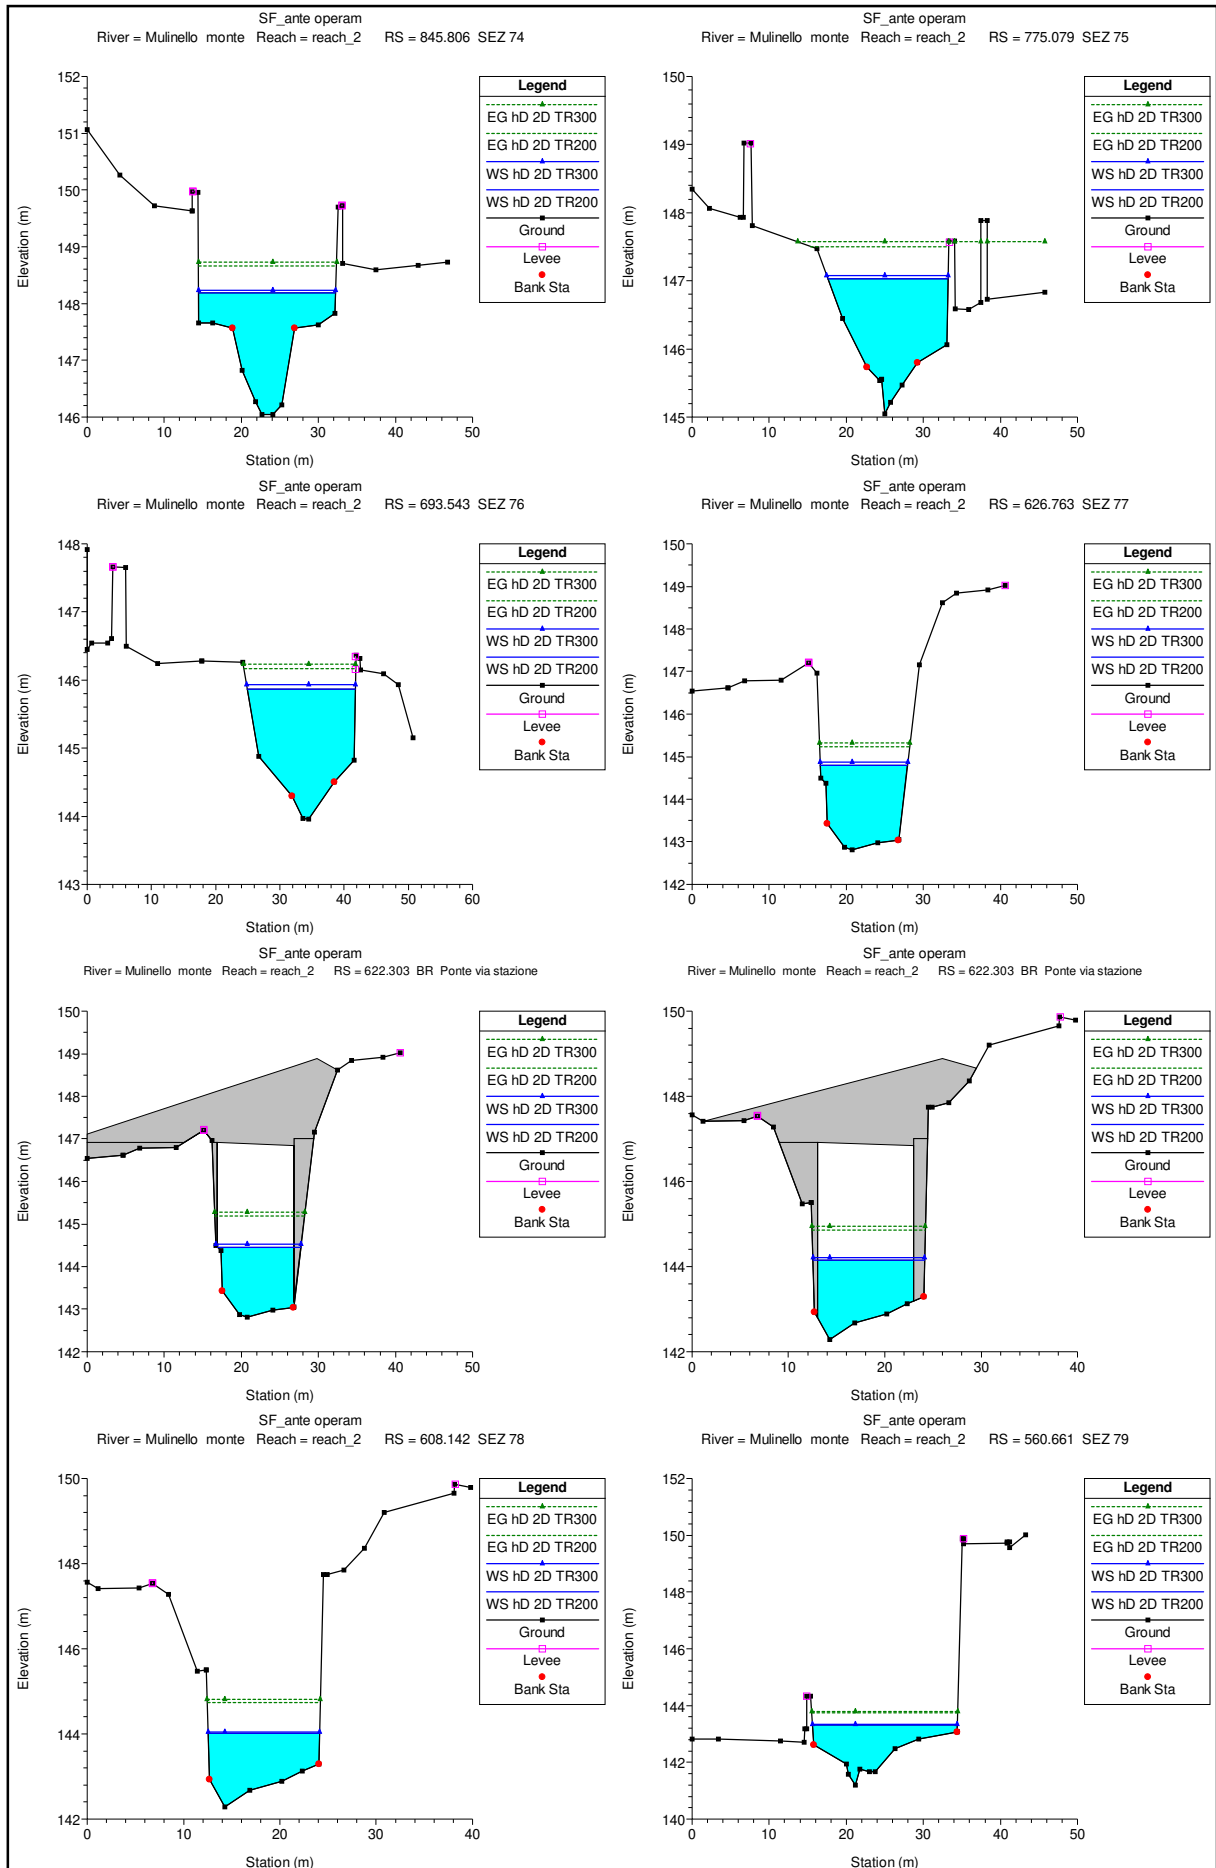 SF_ante operam
River = Mulinello monte Reach = reach_2 RS = 845.806 SEZ 74
Elevation (m)
152
151
150
149
148
147
146
0 10 20 30 40 50
Station (m)
Legend
EG hD 2D TR300
EG hD 2D TR200
WS hD 2D TR300
WS hD 2D TR200
Ground
Levee
Bank Sta
SF_ante operam
River = Mulinello monte Reach = reach_2 RS = 775.079 SEZ 75
Elevation (m)
150
149
148
147
146
145
0 10 20 30 40 50
Station (m)
Legend
EG hD 2D TR300
EG hD 2D TR200
WS hD 2D TR300
WS hD 2D TR200
Ground
Levee
Bank Sta
SF_ante operam
River = Mulinello monte Reach = reach_2 RS = 693.543 SEZ 76
Elevation (m)
148
147
146
145
144
143
0 10 20 30 40 50 60
Station (m)
Legend
EG hD 2D TR300
EG hD 2D TR200
WS hD 2D TR300
WS hD 2D TR200
Ground
Levee
Bank Sta
SF_ante operam
River = Mulinello monte Reach = reach_2 RS = 626.763 SEZ 77
Elevation (m)
150
149
148
147
146
145
144
143
142
0 10 20 30 40 50
Station (m)
Legend
EG hD 2D TR300
EG hD 2D TR200
WS hD 2D TR300
WS hD 2D TR200
Ground
Levee
Bank Sta
SF_ante operam
River = Mulinello monte Reach = reach_2 RS = 622.303 BR Ponte via stazione
Elevation (m)
150
149
148
147
146
145
144
143
142
0 10 20 30 40 50
Station (m)
Legend
EG hD 2D TR300
EG hD 2D TR200
WS hD 2D TR300
WS hD 2D TR200
Ground
Levee
Bank Sta
SF_ante operam
River = Mulinello monte Reach = reach_2 RS = 622.303 BR Ponte via stazione
Elevation (m)
150
148
146
144
142
0 10 20 30 40
Station (m)
Legend
EG hD 2D TR300
EG hD 2D TR200
WS hD 2D TR300
WS hD 2D TR200
Ground
Levee
Bank Sta
SF_ante operam
River = Mulinello monte Reach = reach_2 RS = 608.142 SEZ 78
Elevation (m)
150
148
146
144
142
0 10 20 30 40
Station (m)
Legend
EG hD 2D TR300
EG hD 2D TR200
WS hD 2D TR300
WS hD 2D TR200
Ground
Levee
Bank Sta
SF_ante operam
River = Mulinello monte Reach = reach_2 RS = 560.661 SEZ 79
Elevation (m)
152
150
148
146
144
142
140
0 10 20 30 40 50
Station (m)
Legend
EG hD 2D TR300
EG hD 2D TR200
WS hD 2D TR300
WS hD 2D TR200
Ground
Levee
Bank Sta